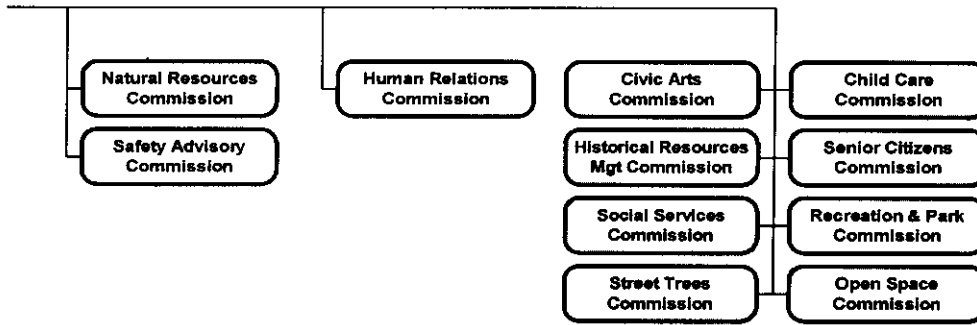 Natural Resources
Commission
Safety Advisory
Commission
Human Relations
Commission
Civic Arts
Commission
Child Care
Commission
Historical Resources
Mgt Commission
Senior Citizens
Commission
Social Services
Commission
Recreation & Park
Commission
Street Trees
Commission
Open Space
Commission